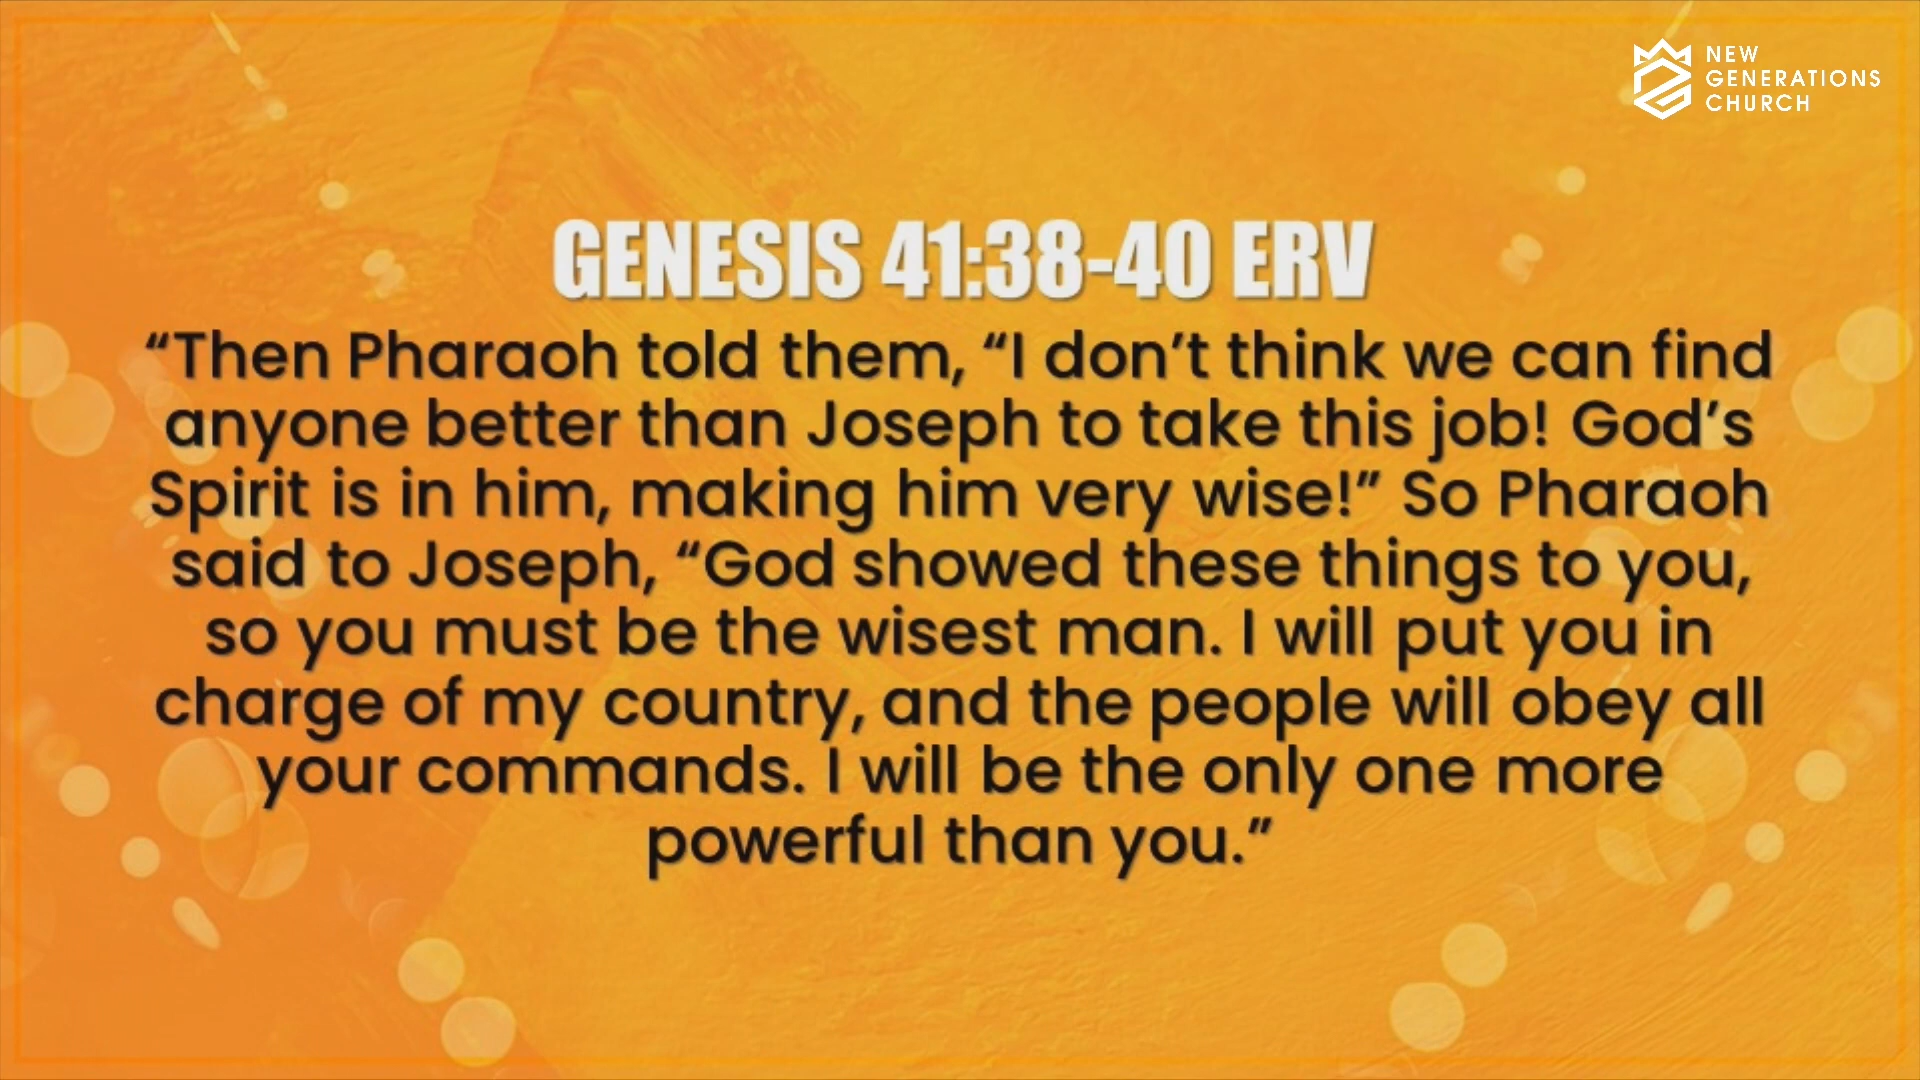 NEW
GENERATIONS
CHURCH
GENESIS 41:38-40 ERV
“Then Pharaoh told them, “I don’t think we can find
anyone better than Joseph to take this job! God’s
Spirit is in him, making him very wise!” So Pharaoh
said to Joseph, “God showed these things to you,
so you must be the wisest man. I will put you in
charge of my country, and the people will obey all
your commands. I will be the only one more
powerful than you.”